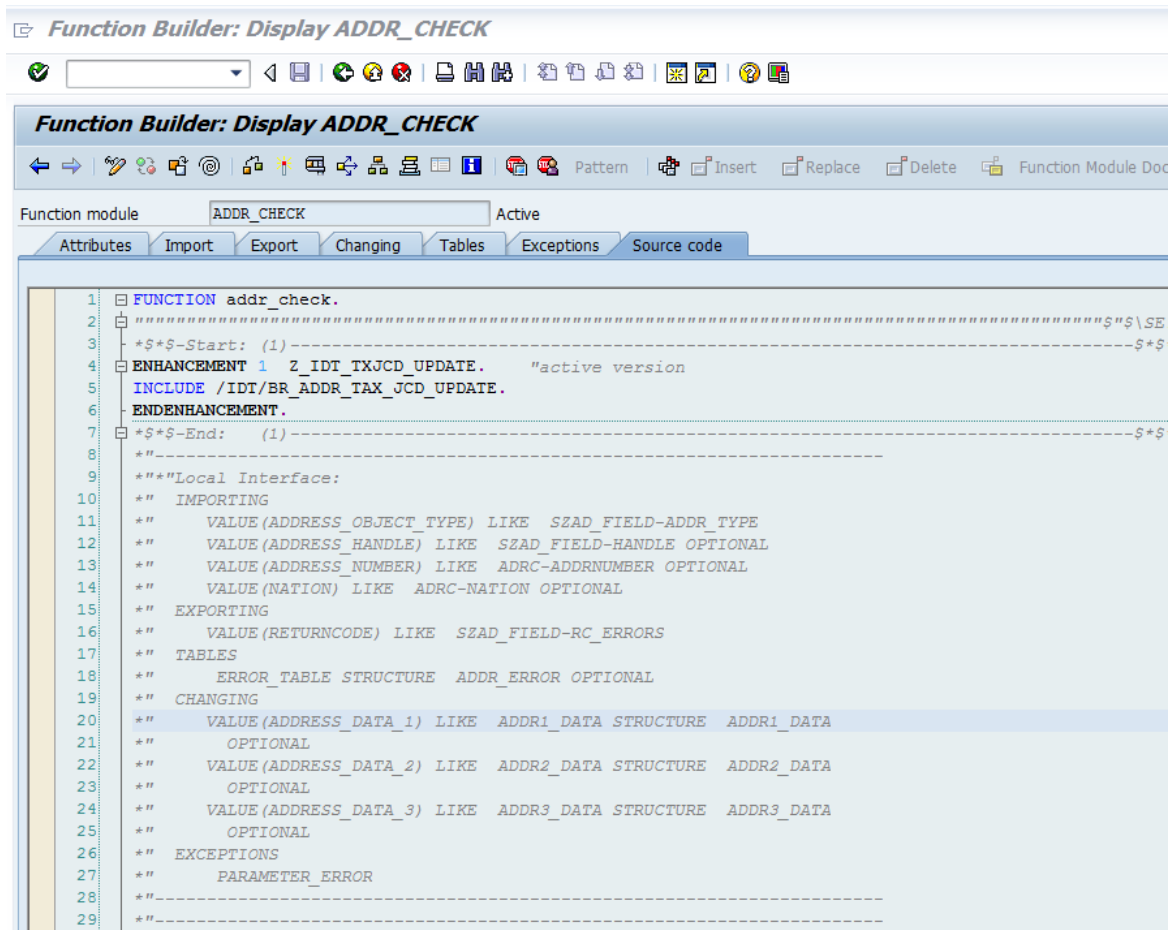 Function Builder: Display ADDR_CHECK
Function Builder: Display ADDR_CHECK
Pattern Insert Replace Delete Function Module Doc
Function module ADDR_CHECK Active
Attributes Import Export Changing Tables Exceptions Source code
1 FUNCTION addr_check.
2 """""""""""""""""""""""""""""""""""""""""""""""""""""""""""""""""""""""""""""""""""""""""""""$"$\SE
3 *$*$-Start: (1)---------------------------------------------------------------------------------$*$
4 ENHANCEMENT 1 Z_IDT_TXJCD_UPDATE. "active version
5 INCLUDE /IDT/BR_ADDR_TAX_JCD_UPDATE.
6 ENDENHANCEMENT.
7 *$*$-End: (1)---------------------------------------------------------------------------------$*$
8 *"----------------------------------------------------------------------
9 *"*"Local Interface:
10 *" IMPORTING
11 *" VALUE(ADDRESS_OBJECT_TYPE) LIKE SZAD_FIELD-ADDR_TYPE
12 *" VALUE(ADDRESS_HANDLE) LIKE SZAD_FIELD-HANDLE OPTIONAL
13 *" VALUE(ADDRESS_NUMBER) LIKE ADRC-ADDRNUMBER OPTIONAL
14 *" VALUE(NATION) LIKE ADRC-NATION OPTIONAL
15 *" EXPORTING
16 *" VALUE(RETURNCODE) LIKE SZAD_FIELD-RC_ERRORS
17 *" TABLES
18 *" ERROR_TABLE STRUCTURE ADDR_ERROR OPTIONAL
19 *" CHANGING
20 *" VALUE(ADDRESS_DATA_1) LIKE ADDR1_DATA STRUCTURE ADDR1_DATA
21 *" OPTIONAL
22 *" VALUE(ADDRESS_DATA_2) LIKE ADDR2_DATA STRUCTURE ADDR2_DATA
23 *" OPTIONAL
24 *" VALUE(ADDRESS_DATA_3) LIKE ADDR3_DATA STRUCTURE ADDR3_DATA
25 *" OPTIONAL
26 *" EXCEPTIONS
27 *" PARAMETER_ERROR
28 *"----------------------------------------------------------------------
29 *"----------------------------------------------------------------------